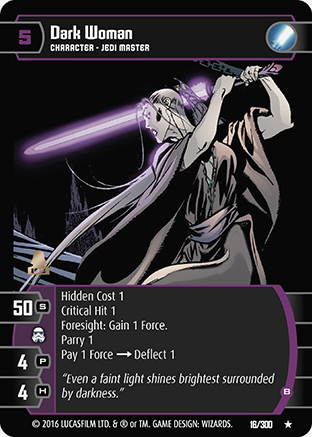 5 Dark Woman
CHARACTER - JEDI MASTER
50 S
Hidden Cost 1
Critical Hit 1
Foresight: Gain 1 Force.
Parry 1
4 P
Pay 1 Force → Deflect 1
4 H
“Even a faint light shines brightest surrounded
by darkness.”
B
© 2016 LUCASFILM LTD. & ® or TM. GAME DESIGN: WIZARDS. 16/300 ★